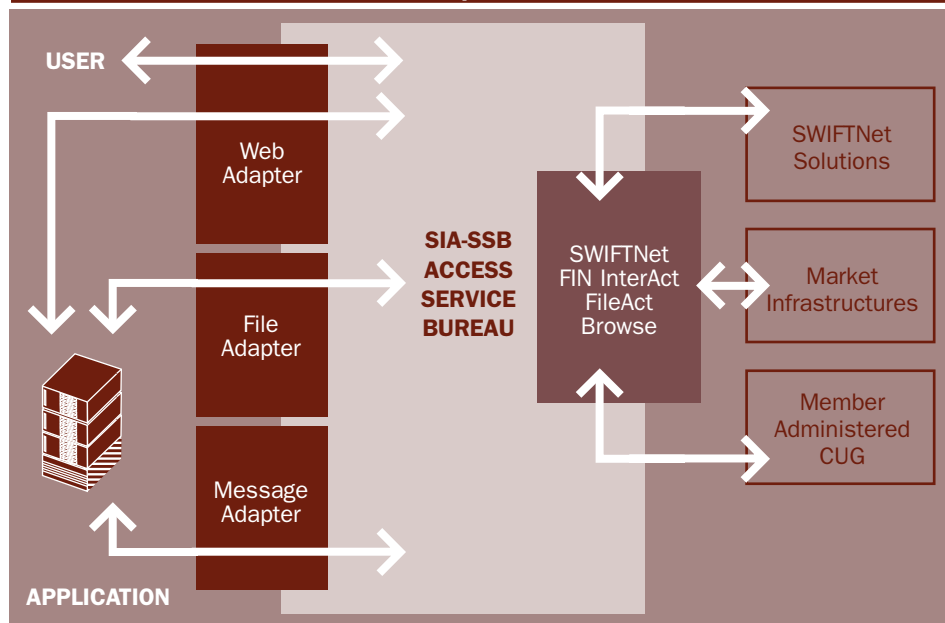 USER
Web
Adapter
File
Adapter
Message
Adapter
APPLICATION
SIA-SSB
ACCESS
SERVICE
BUREAU
SWIFTNet
FIN InterAct
FileAct
Browse
SWIFTNet
Solutions
Market
Infrastructures
Member
Administered
CUG